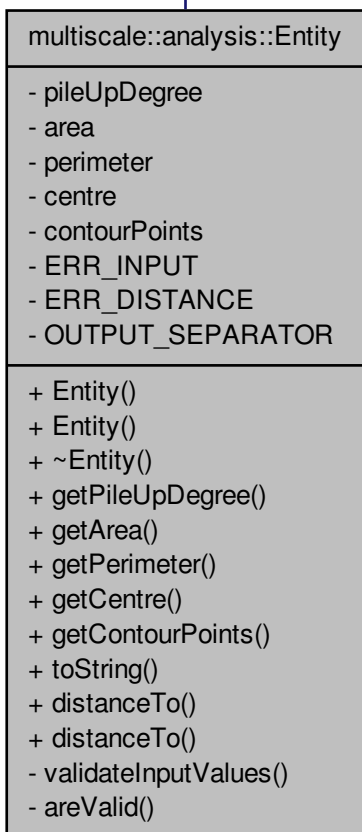 multiscale::analysis::Entity
- pileUpDegree
- area
- perimeter
- centre
- contourPoints
- ERR_INPUT
- ERR_DISTANCE
- OUTPUT_SEPARATOR
+ Entity()
+ Entity()
+ ~Entity()
+ getPileUpDegree()
+ getArea()
+ getPerimeter()
+ getCentre()
+ getContourPoints()
+ toString()
+ distanceTo()
+ distanceTo()
- validateInputValues()
- areValid()